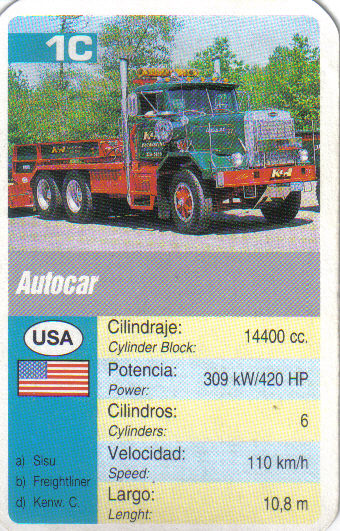 1C
K&J
K&J
Autocar
USA
Cilindraje: 14400 cc.
Cylinder Block:
Potencia: 309 kW/420 HP
Power:
Cilindros: 6
Cylinders:
Velocidad: 110 km/h
Speed:
Largo: 10,8 m
Lenght:
a) Sisu
b) Freightliner
d) Kenw. C.